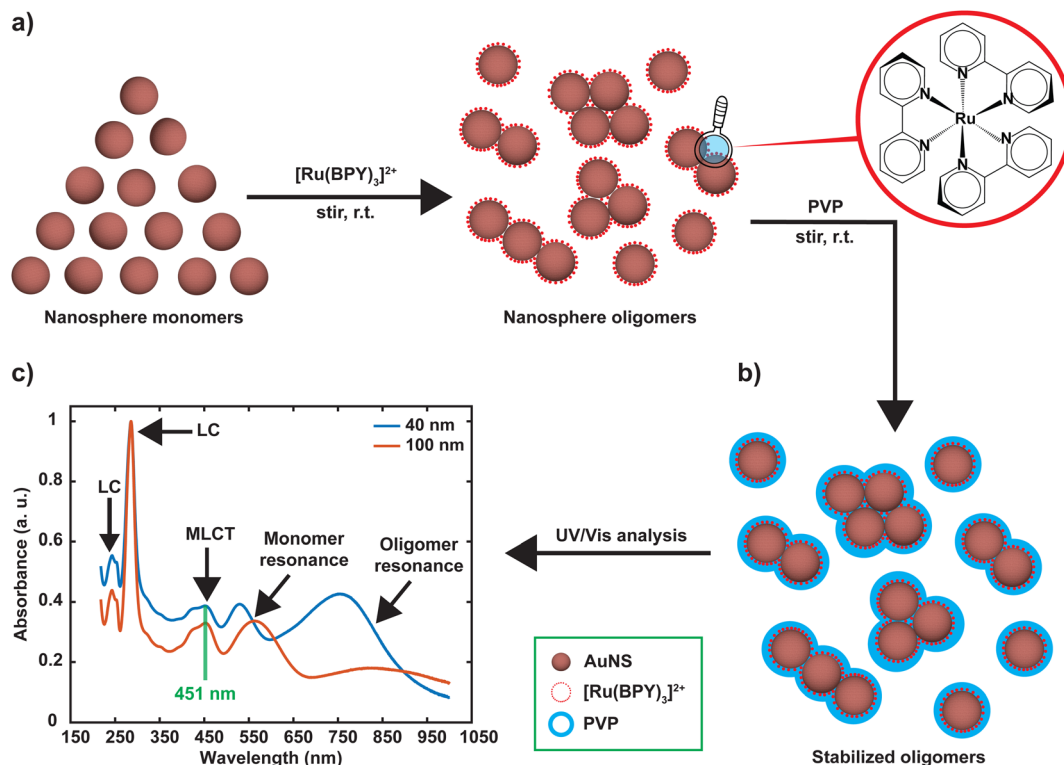 a)
[Ru(BPY)₃]²⁺
stir, r.t.
N
N
N
N
N
N
Ru
PVP
stir, r.t.
Nanosphere monomers
Nanosphere oligomers
c)
b)
1
0.8
0.6
0.4
0.2
0
Absorbance (a. u.)
40 nm
100 nm
LC
LC
MLCT
Monomer
resonance
Oligomer
resonance
451 nm
150 250 350 450 550 650 750 850 900 1050
Wavelength (nm)
UV/Vis analysis
AuNS
[Ru(BPY)₃]²⁺
PVP
Stabilized oligomers